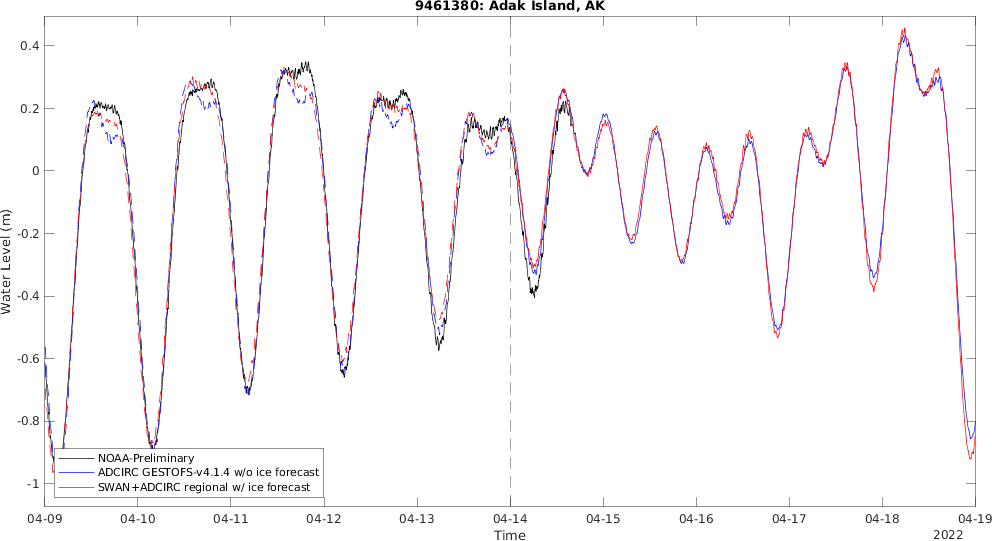 9461380: Adak Island, AK
Water Level (m)
0.4
0.2
0
-0.2
-0.4
-0.6
-0.8
-1
NOAA-Preliminary
ADCIRC GESTOFS-v4.1.4 w/o ice forecast
SWAN+ADCIRC regional w/ ice forecast
04-09 04-10 04-11 04-12 04-13 04-14 04-15 04-16 04-17 04-18 04-19
Time
2022